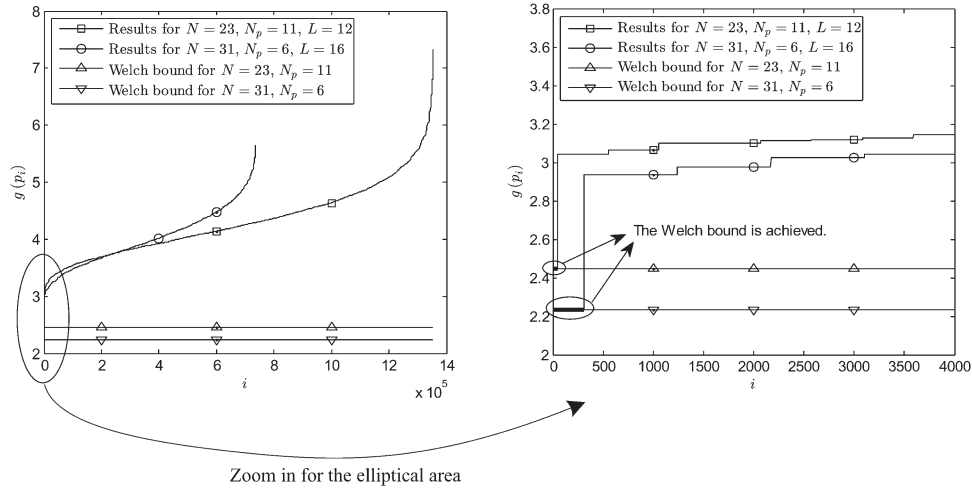 8
7
6
5
4
3
2
g (p_i)
Results for N = 23, N_p = 11, L = 12
Results for N = 31, N_p = 6, L = 16
Welch bound for N = 23, N_p = 11
Welch bound for N = 31, N_p = 6
0 2 4 6 8 10 12 14
i
x 10^5
3.8
3.6
3.4
3.2
3
2.8
2.6
2.4
2.2
2
g (p_i)
Results for N = 23, N_p = 11, L = 12
Results for N = 31, N_p = 6, L = 16
Welch bound for N = 23, N_p = 11
Welch bound for N = 31, N_p = 6
The Welch bound is achieved.
0 500 1000 1500 2000 2500 3000 3500 4000
i
Zoom in for the elliptical area